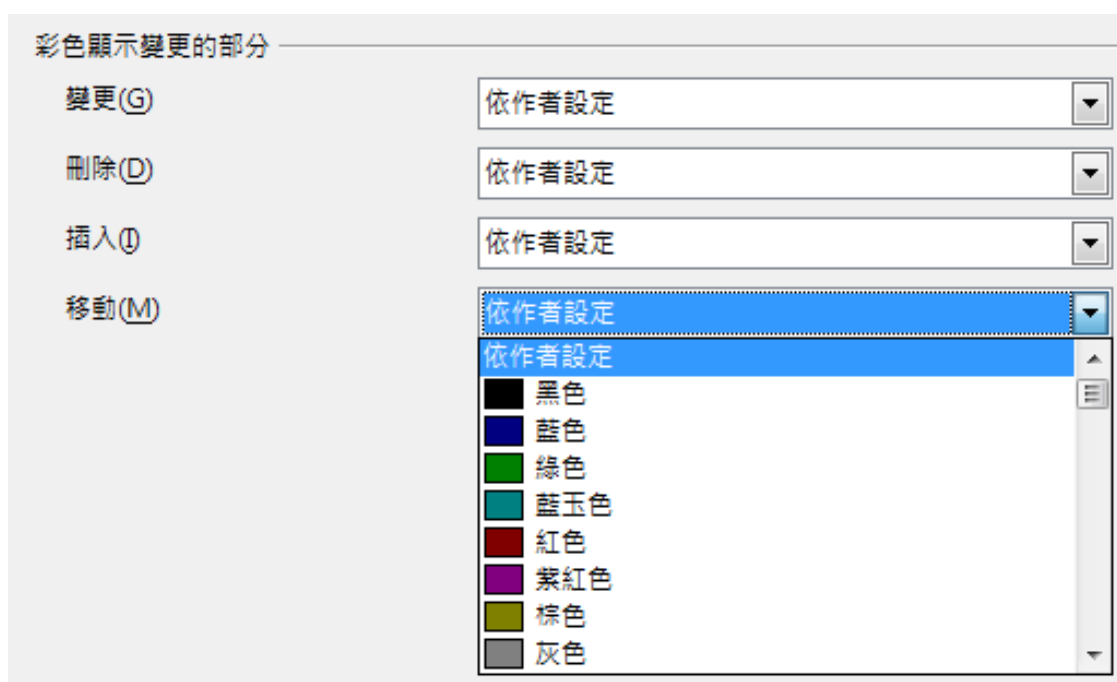 彩色顯示變更的部分
變更(G) 依作者設定
刪除(D) 依作者設定
插入(I) 依作者設定
移動(M) 依作者設定
依作者設定
黑色
藍色
綠色
藍玉色
紅色
紫紅色
棕色
灰色